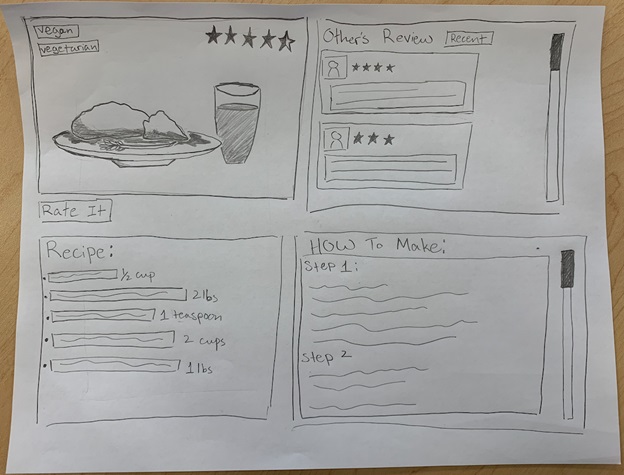 vegan
vegetarian
Other's Review
Recent
Rate It
Recipe:
½ cup
2 lbs
1 teaspoon
2 cups
1 lbs
HOW To Make:
Step 1:
Step 2